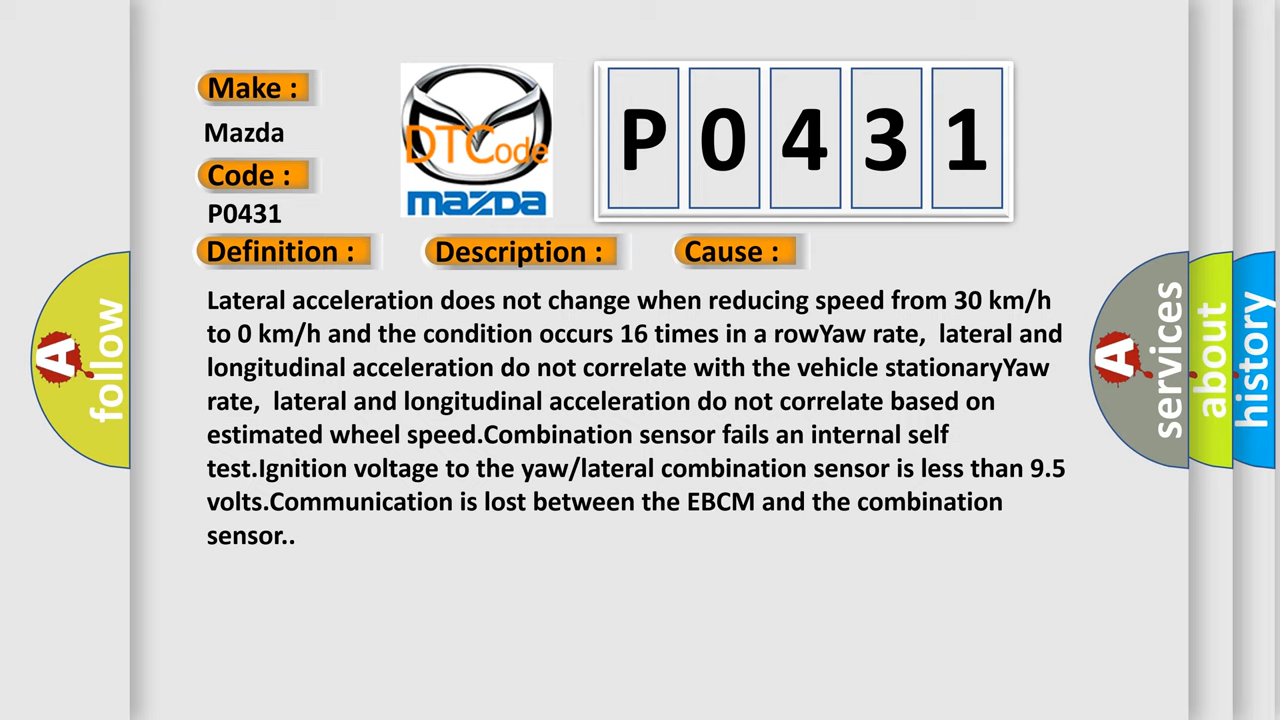 Make :
Mazda
Code :
P0431
DTCode
mazda
P0431
Definition :
Description :
Cause :
Lateral acceleration does not change when reducing speed from 30 km/h
to 0 km/h and the condition occurs 16 times in a rowYaw rate,  lateral and
longitudinal acceleration do not correlate with the vehicle stationaryYaw
rate,  lateral and longitudinal acceleration do not correlate based on
estimated wheel speed.Combination sensor fails an internal self
test.Ignition voltage to the yaw/lateral combination sensor is less than 9.5
volts.Communication is lost between the EBCM and the combination
sensor..
A
follow
A
services
about
history